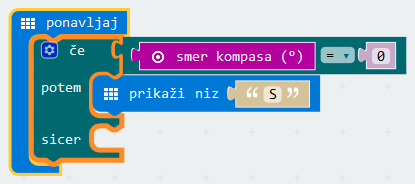 ponavljaj
če smer kompasa (°) = ▾ 0
potem prikaži niz “ S ”
sicer